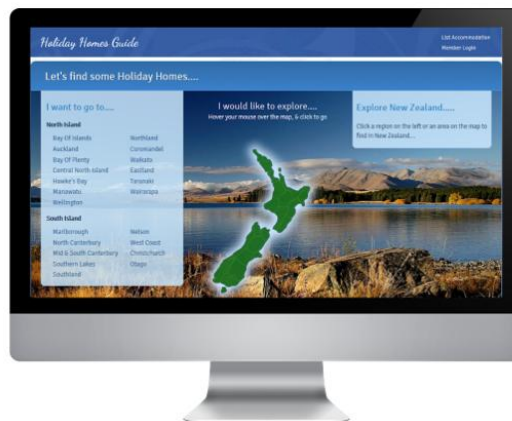 Holiday Homes Guide
List Accommodation
Member Login
Let's find some Holiday Homes....
I want to go to....
North Island
Bay Of Islands
Northland
Auckland
Coromandel
Bay Of Plenty
Waikato
Central North Island
Eastland
Hawke's Bay
Taranaki
Manawatu
Wairarapa
Wellington
South Island
Marlborough
Nelson
North Canterbury
West Coast
Mid & South Canterbury
Christchurch
Southern Lakes
Otago
Southland
I would like to explore....
Hover your mouse over the map, & click to go
Explore New Zealand.....
Click a region on the left or an area on the map to
find in New Zealand...